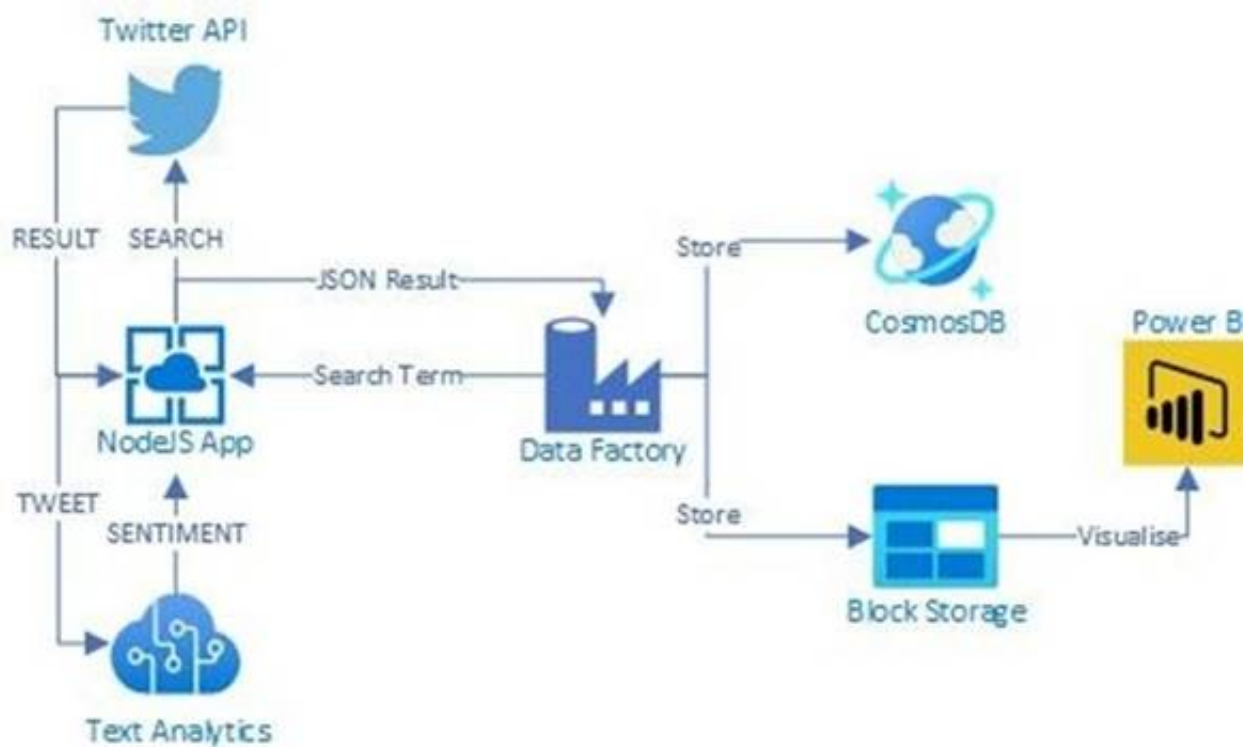 Twitter API
RESULT
SEARCH
JSON Result
Store
CosmosDB
Power B
Search Term
NodeJS App
Data Factory
TWEET
SENTIMENT
Store
Visualise
Block Storage
Text Analytics